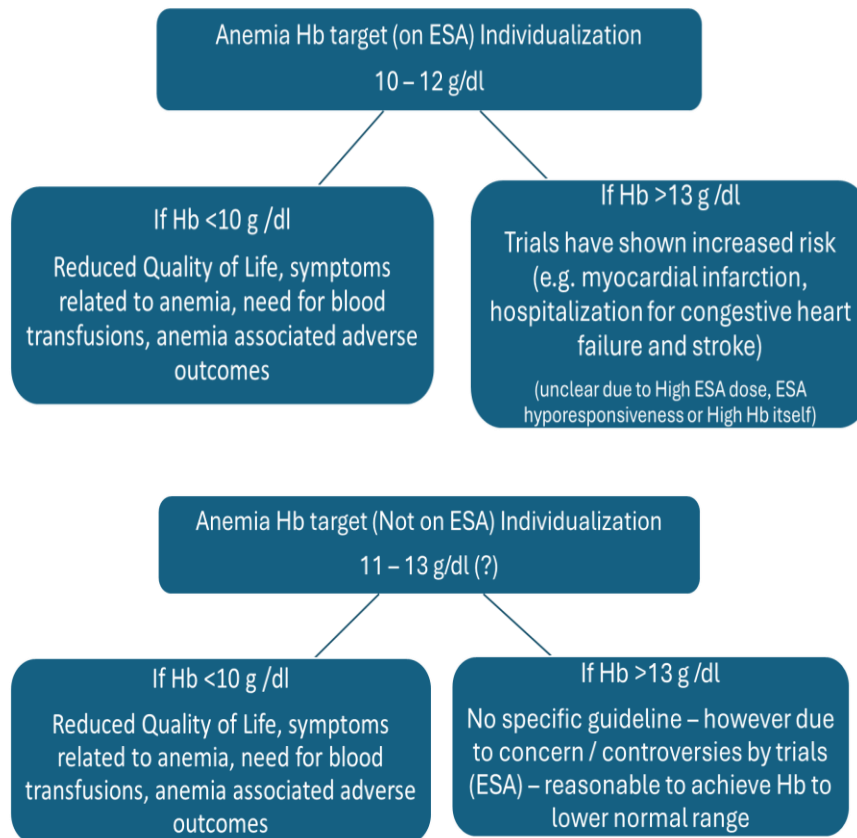 Anemia Hb target (on ESA) Individualization
10 – 12 g/dl
If Hb <10 g /dl
Reduced Quality of Life, symptoms
related to anemia, need for blood
transfusions, anemia associated adverse
outcomes
If Hb >13 g /dl
Trials have shown increased risk
(e.g. myocardial infarction,
hospitalization for congestive heart
failure and stroke)
(unclear due to High ESA dose, ESA
hyporesponsiveness or High Hb itself)
Anemia Hb target (Not on ESA) Individualization
11 – 13 g/dl (?)
If Hb <10 g /dl
Reduced Quality of Life, symptoms
related to anemia, need for blood
transfusions, anemia associated adverse
outcomes
If Hb >13 g /dl
No specific guideline – however due
to concern / controversies by trials
(ESA) – reasonable to achieve Hb to
lower normal range